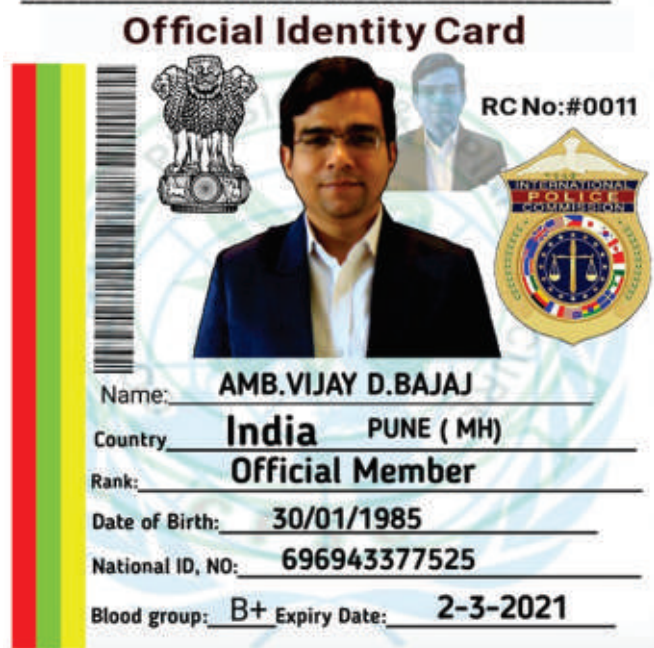 Official Identity Card
RC No:#0011
INTERNATIONAL
POLICE
COMMISSION
Name: AMB.VIJAY D.BAJAJ
Country India PUNE ( MH)
Rank: Official Member
Date of Birth: 30/01/1985
National ID, NO: 696943377525
Blood group: B+ Expiry Date: 2-3-2021